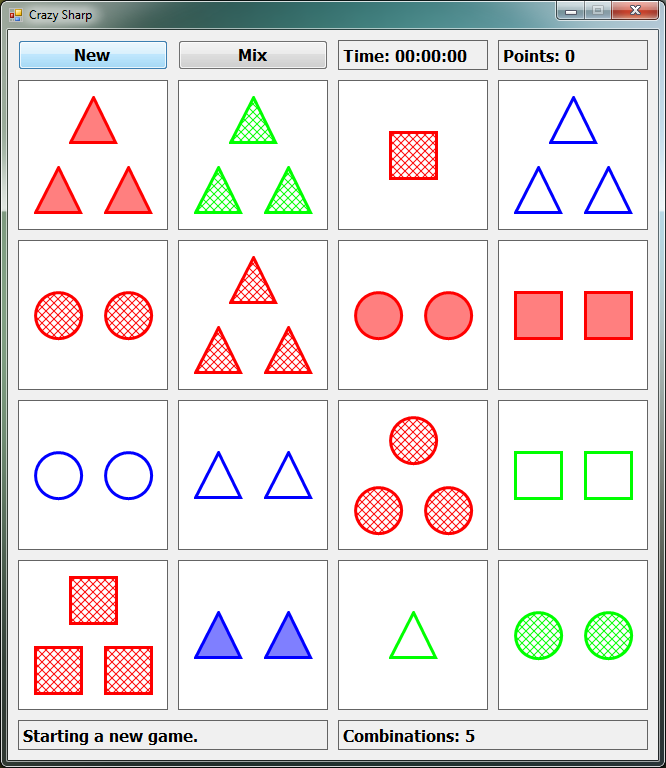 Crazy Sharp
New
Mix
Time: 00:00:00
Points: 0
Starting a new game.
Combinations: 5